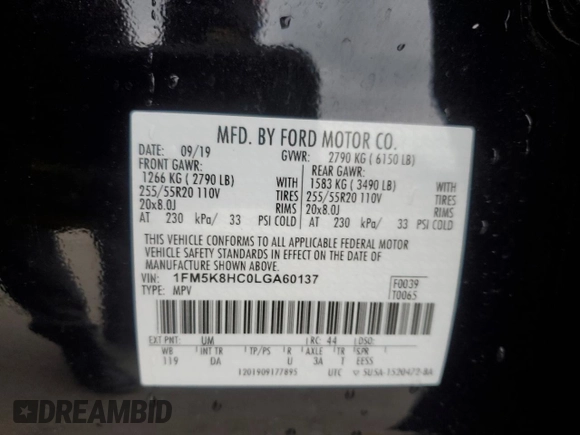 MFD. BY FORD MOTOR CO.
DATE: 09/19 GVWR: 2790 KG ( 6150 LB)
FRONT GAWR: REAR GAWR:
1266 KG ( 2790 LB) WITH 1583 KG ( 3490 LB) WITH
255/55R20 110V TIRES 255/55R20 110V TIRES
20x8.0J RIMS 20x8.0J RIMS
AT 230 kPa/ 33 PSI COLD AT 230 kPa/ 33 PSI COLD
THIS VEHICLE CONFORMS TO ALL APPLICABLE FEDERAL MOTOR
VEHICLE SAFETY STANDARDS IN EFFECT ON THE DATE OF
MANUFACTURE SHOWN ABOVE.
VIN: 1FM5K8HC0LGA60137 F0039
TYPE: MPV T0065
EXT PNT: UM RC: 44 DSO:
WB INT TR TP/PS R AXLE TR SPR
119 DA U 3A T EESS
1201909177895 UTC 5U5A-1520472-BA
DREAMBID